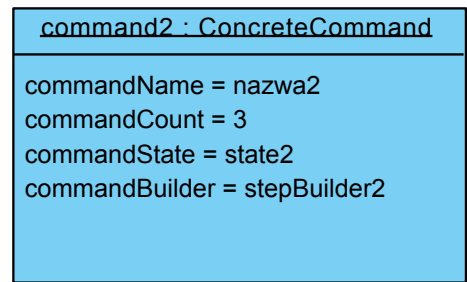 command2 : ConcreteCommand
commandName = nazwa2
commandCount = 3
commandState = state2
commandBuilder = stepBuilder2